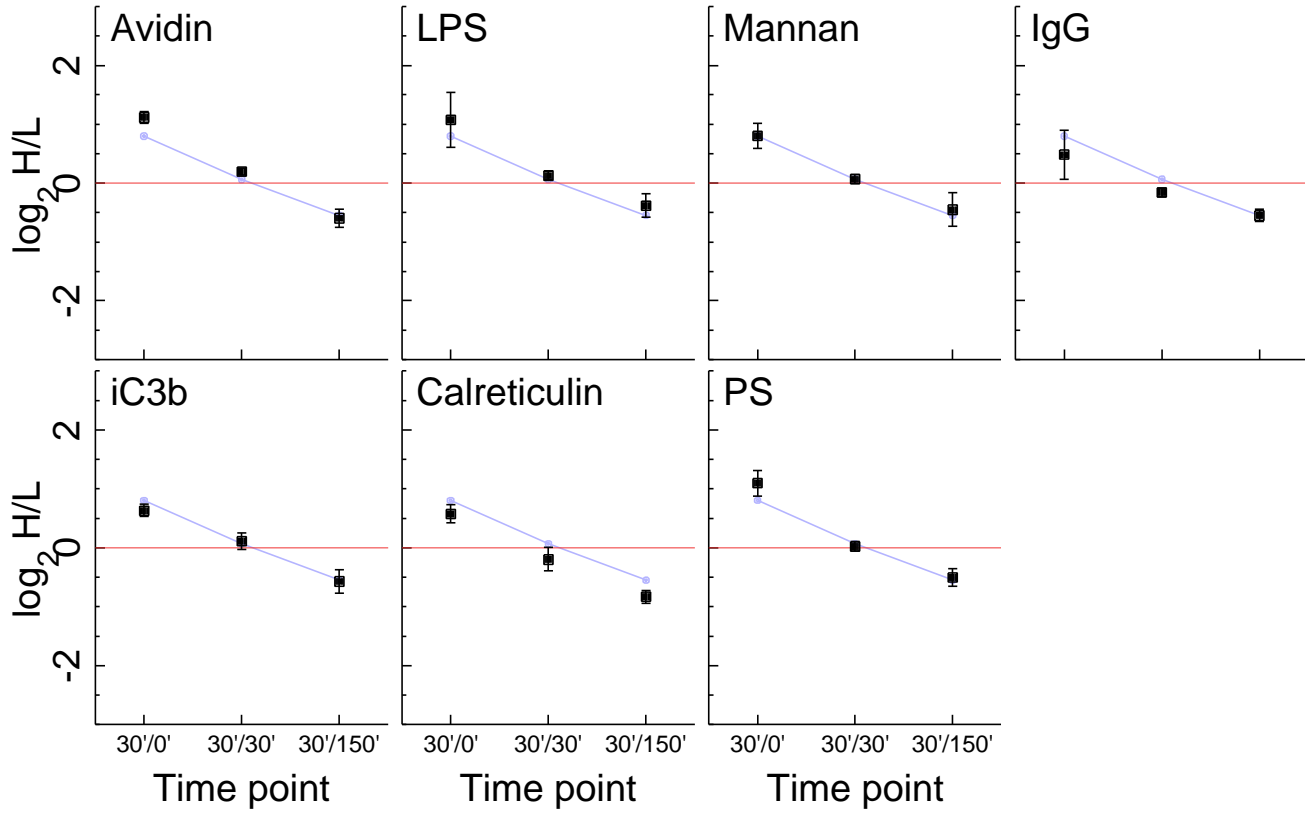 Avidin
LPS
Mannan
IgG
log2 H/L
2
0
-2
iC3b
Calreticulin
PS
log2 H/L
2
0
-2
30'/0' 30'/30' 30'/150'
30'/0' 30'/30' 30'/150'
30'/0' 30'/30' 30'/150'
Time point
Time point
Time point